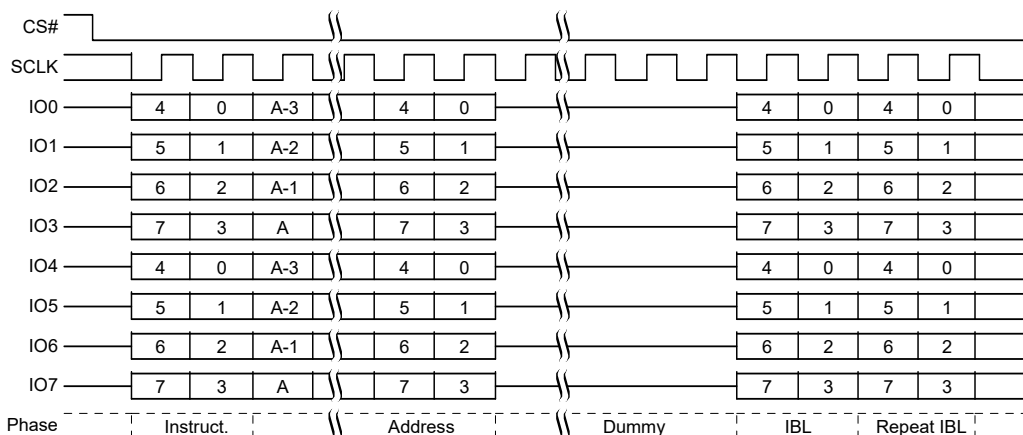 CS#
SCLK
IO0 4 0 A-3 4 0 4 0 4 0
IO1 5 1 A-2 5 1 5 1 5 1
IO2 6 2 A-1 6 2 6 2 6 2
IO3 7 3 A 7 3 7 3 7 3
IO4 4 0 A-3 4 0 4 0 4 0
IO5 5 1 A-2 5 1 5 1 5 1
IO6 6 2 A-1 6 2 6 2 6 2
IO7 7 3 A 7 3 7 3 7 3
Phase Instruct. Address Dummy IBL Repeat IBL